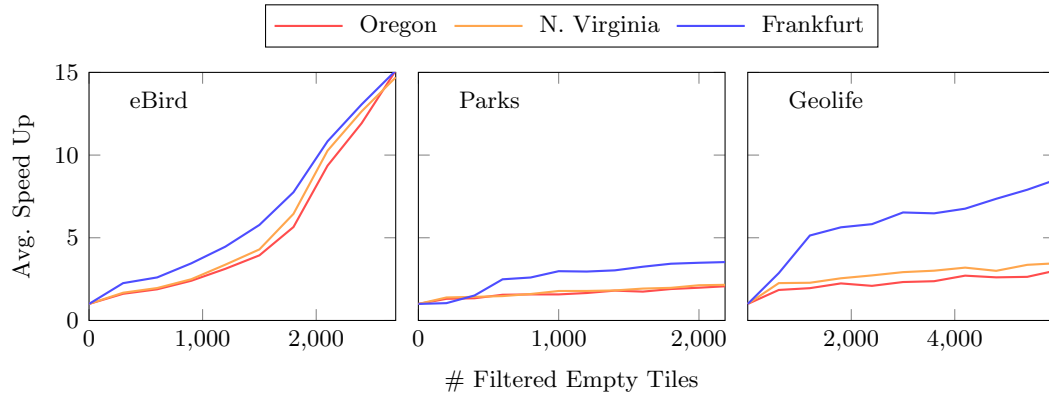 Oregon N. Virginia Frankfurt
eBird Parks Geolife
Avg. Speed Up
15
10
5
0
0 1,000 2,000
0 1,000 2,000
2,000 4,000
# Filtered Empty Tiles